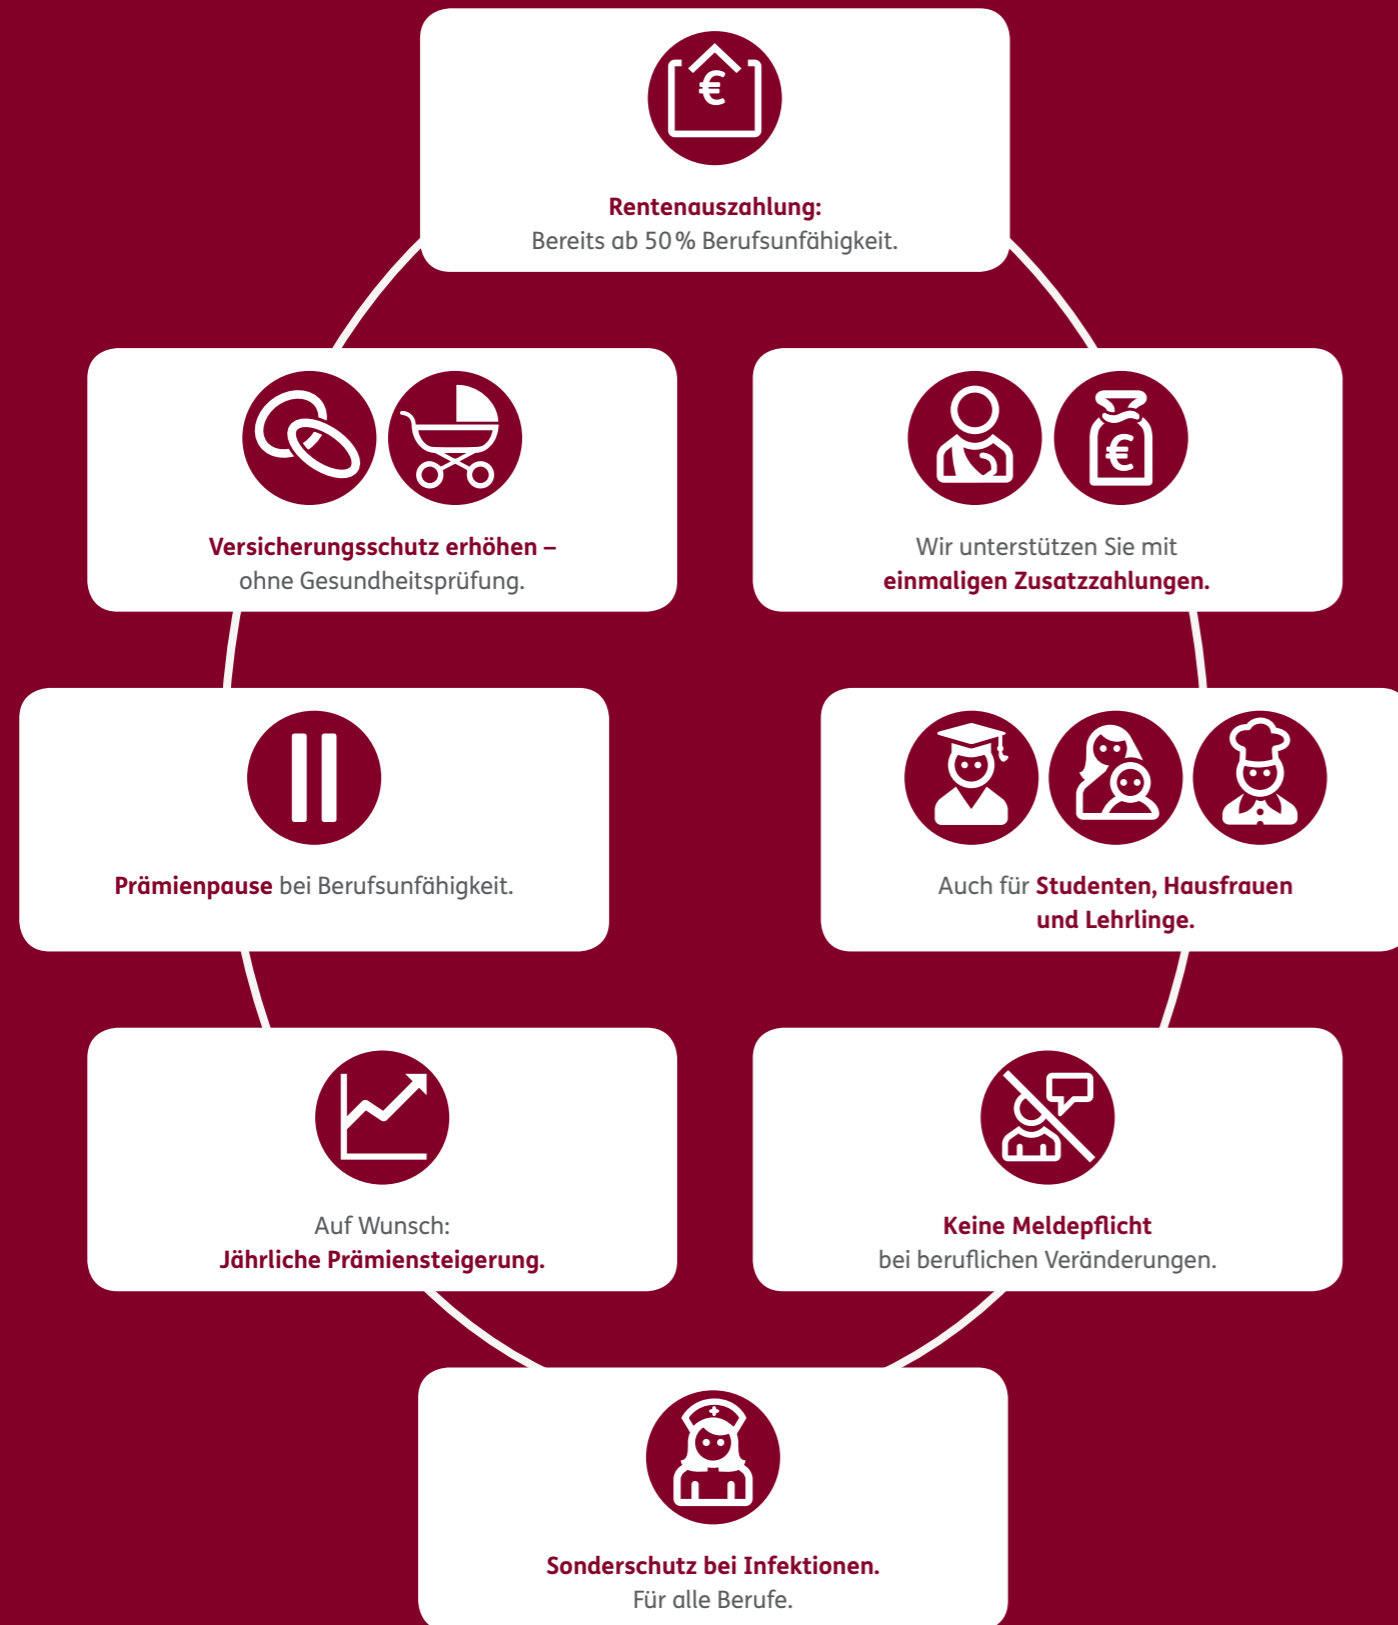 €
Rentenauszahlung:
Bereits ab 50 % Berufsunfähigkeit.
Versicherungsschutz erhöhen –
ohne Gesundheitsprüfung.
€
Wir unterstützen Sie mit
einmaligen Zusatzzahlungen.
Prämienpause bei Berufsunfähigkeit.
Auch für Studenten, Hausfrauen
und Lehrlinge.
Auf Wunsch:
Jährliche Prämiensteigerung.
Keine Meldepflicht
bei beruflichen Veränderungen.
Sonderschutz bei Infektionen.
Für alle Berufe.